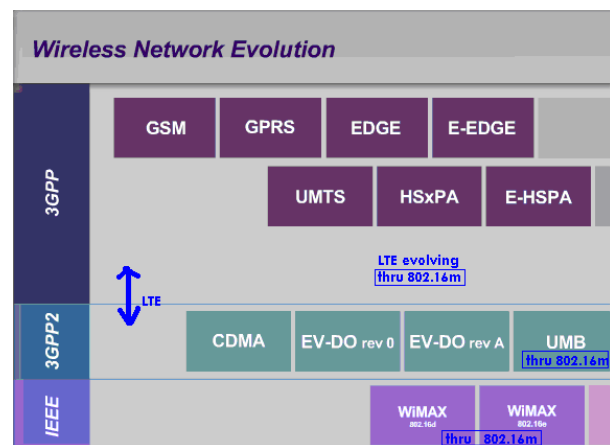 Wireless Network Evolution
3GPP
GSM GPRS EDGE E-EDGE
UMTS HSxPA E-HSPA
LTE evolving
thru 802.16m
LTE
3GPP2
CDMA EV-DO rev 0 EV-DO rev A UMB
thru 802.16m
IEEE
WiMAX WiMAX
802.16d 802.16e
thru 802.16m